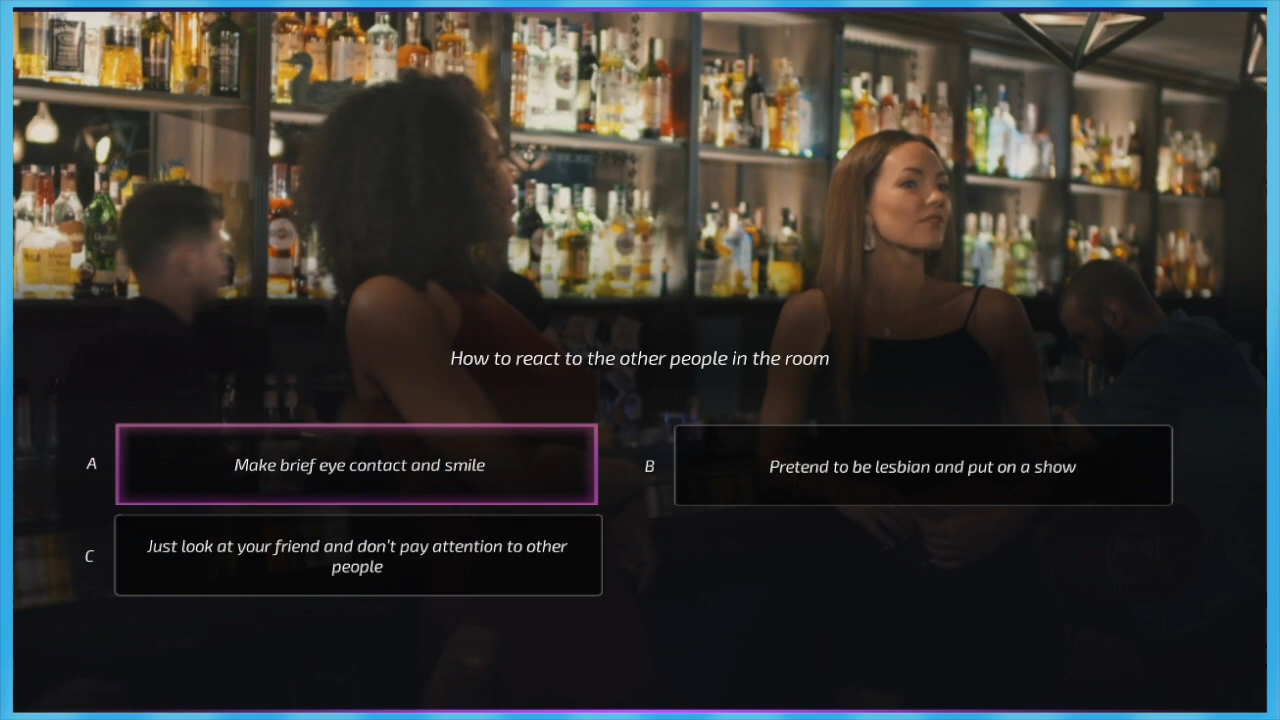 How to react to the other people in the room
A
Make brief eye contact and smile
B
Pretend to be lesbian and put on a show
C
Just look at your friend and don't pay attention to other
people